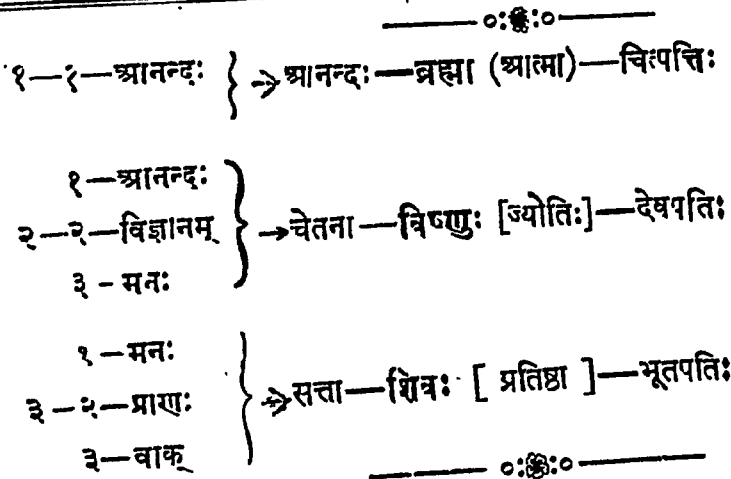 १—१—आनन्दः } → आनन्दः—ब्रह्मा (आत्मा)—चित्पत्तिः
१—आनन्दः
२—२—विज्ञानम् } →चेतना—विष्णुः [ज्योतिः]—देवपतिः
३ - मनः
१—मनः
३—२—प्राणः } →सत्ता—शिवः [ प्रतिष्ठा ]—भूतपतिः
३—वाक्